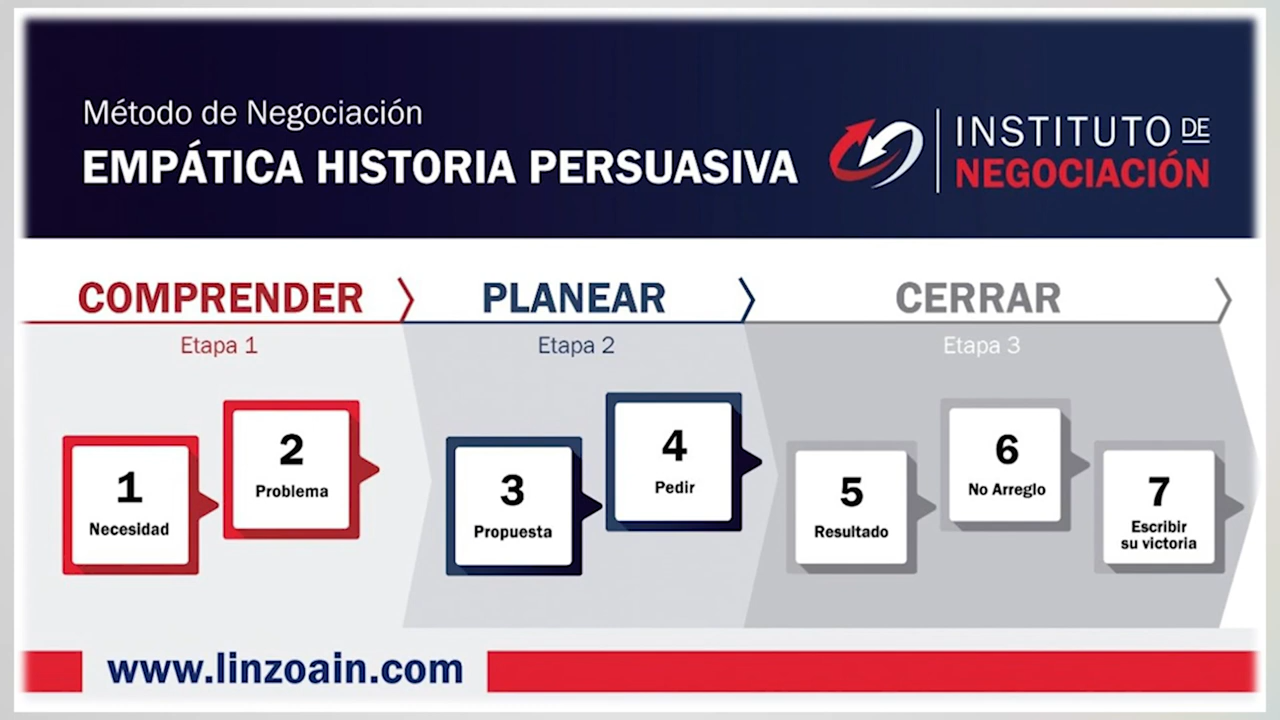 Método de Negociación
EMPÁTICA HISTORIA PERSUASIVA
INSTITUTO DE
NEGOCIACIÓN
COMPRENDER
PLANEAR
CERRAR
Etapa 1
Etapa 2
Etapa 3
1
Necesidad
2
Problema
3
Propuesta
4
Pedir
5
Resultado
6
No Arreglo
7
Escribir
su victoria
www.linzoain.com